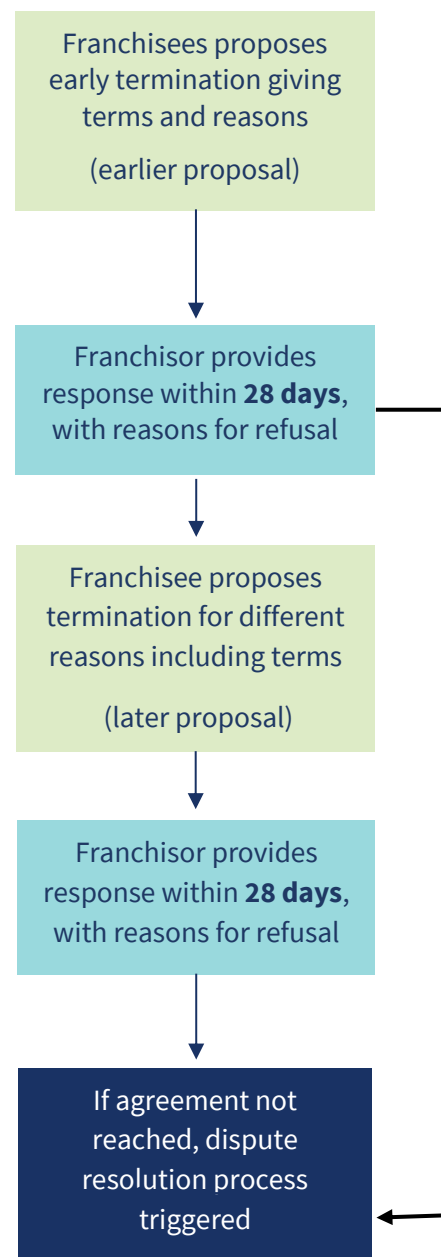 Franchisees proposes
early termination giving
terms and reasons
(earlier proposal)
Franchisor provides
response within 28 days,
with reasons for refusal
Franchisee proposes
termination for different
reasons including terms
(later proposal)
Franchisor provides
response within 28 days,
with reasons for refusal
If agreement not
reached, dispute
resolution process
triggered